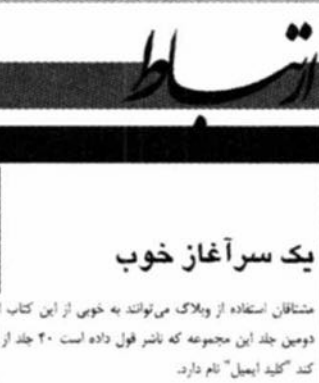 ارتباط
یک سرآغاز خوب
مشتاقان استفاده از وبلاگ می‌توانند به خوبی از این کتاب
دومین جلد این مجموعه که ناشر قول داده است ۴۰ جلد از
کند "کلید ایمیل" نام دارد.